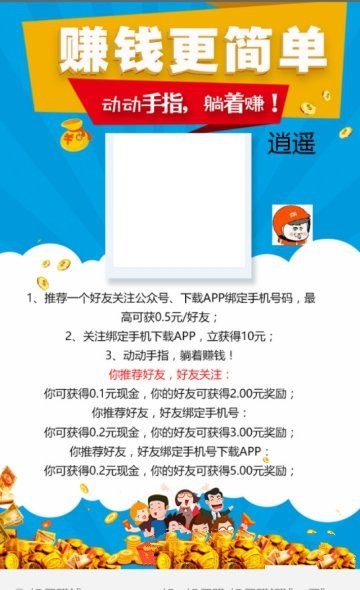 赚钱更简单
动动手指，躺着赚！
逍遥
1、推荐一个好友关注公众号、下载APP绑定手机号码，最
高可获0.5元/好友；
2、关注绑定手机下载APP，立获得10元；
3、动动手指，躺着赚钱！
你推荐好友，好友关注：
你可获得0.1元现金，你的好友可获得2.00元奖励；
你推荐好友，好友绑定手机号：
你可获得0.2元现金，你的好友可获得3.00元奖励；
你推荐好友，好友绑定手机号下载APP：
你可获得0.2元现金，你的好友可获得5.00元奖励；